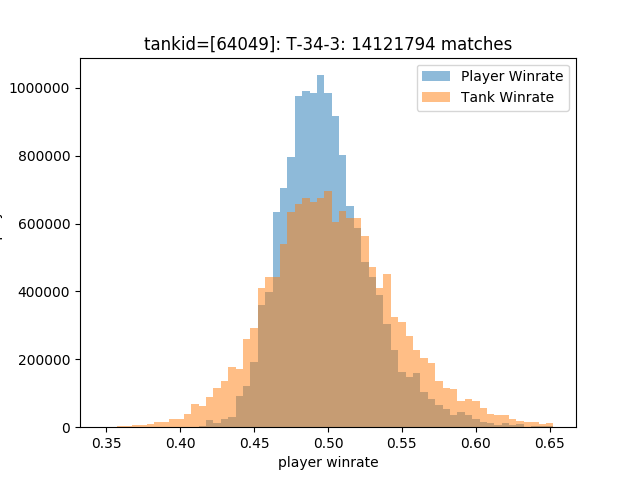 tankid=[64049]: T-34-3: 14121794 matches
Player Winrate
Tank Winrate
1000000
800000
600000
400000
200000
0
0.35 0.40 0.45 0.50 0.55 0.60 0.65
player winrate